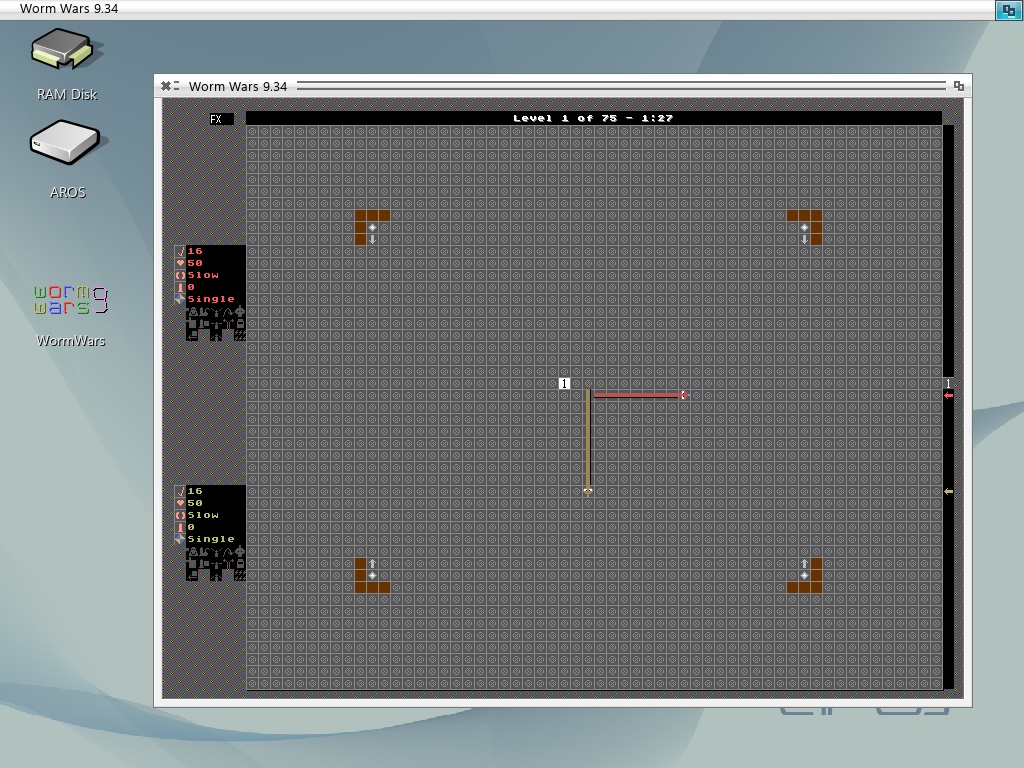 Worm Wars 9.34
RAM Disk
Worm Wars 9.34
FX
Level 1 of 75 - 1:27
AROS
16
50
Slow
0
Single
worm
wars 9
WormWars
1
1
16
50
Slow
0
Single